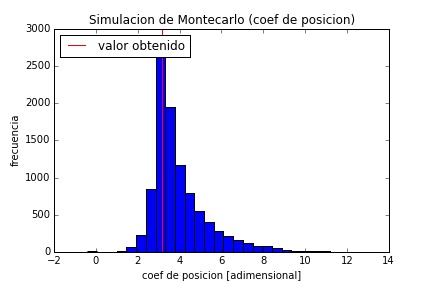 Simulacion de Montecarlo (coef de posicion)
valor obtenido
3000
2500
2000
1500
1000
500
0
frecuencia
−2 0 2 4 6 8 10 12 14
coef de posicion [adimensional]